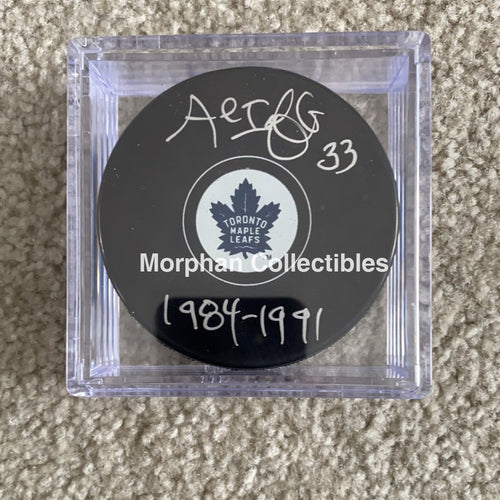 33
TORONTO
MAPLE
LEAFS
Morphan Collectibles
1984-1991